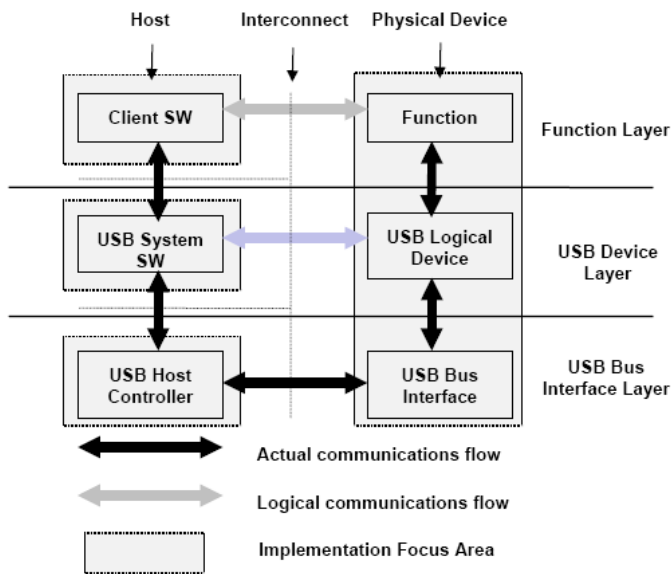 Host Interconnect Physical Device
Client SW
Function
Function Layer
USB System
SW
USB Logical
Device
USB Device
Layer
USB Host
Controller
USB Bus
Interface
USB Bus
Interface Layer
Actual communications flow
Logical communications flow
Implementation Focus Area